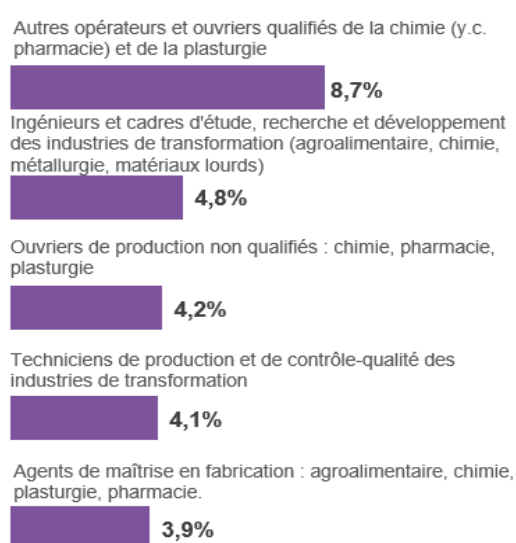 Autres opérateurs et ouvriers qualifiés de la chimie (y.c.
pharmacie) et de la plasturgie
8,7%
Ingénieurs et cadres d'étude, recherche et développement
des industries de transformation (agroalimentaire, chimie,
métallurgie, matériaux lourds)
4,8%
Ouvriers de production non qualifiés : chimie, pharmacie,
plasturgie
4,2%
Techniciens de production et de contrôle-qualité des
industries de transformation
4,1%
Agents de maîtrise en fabrication : agroalimentaire, chimie,
plasturgie, pharmacie.
3,9%